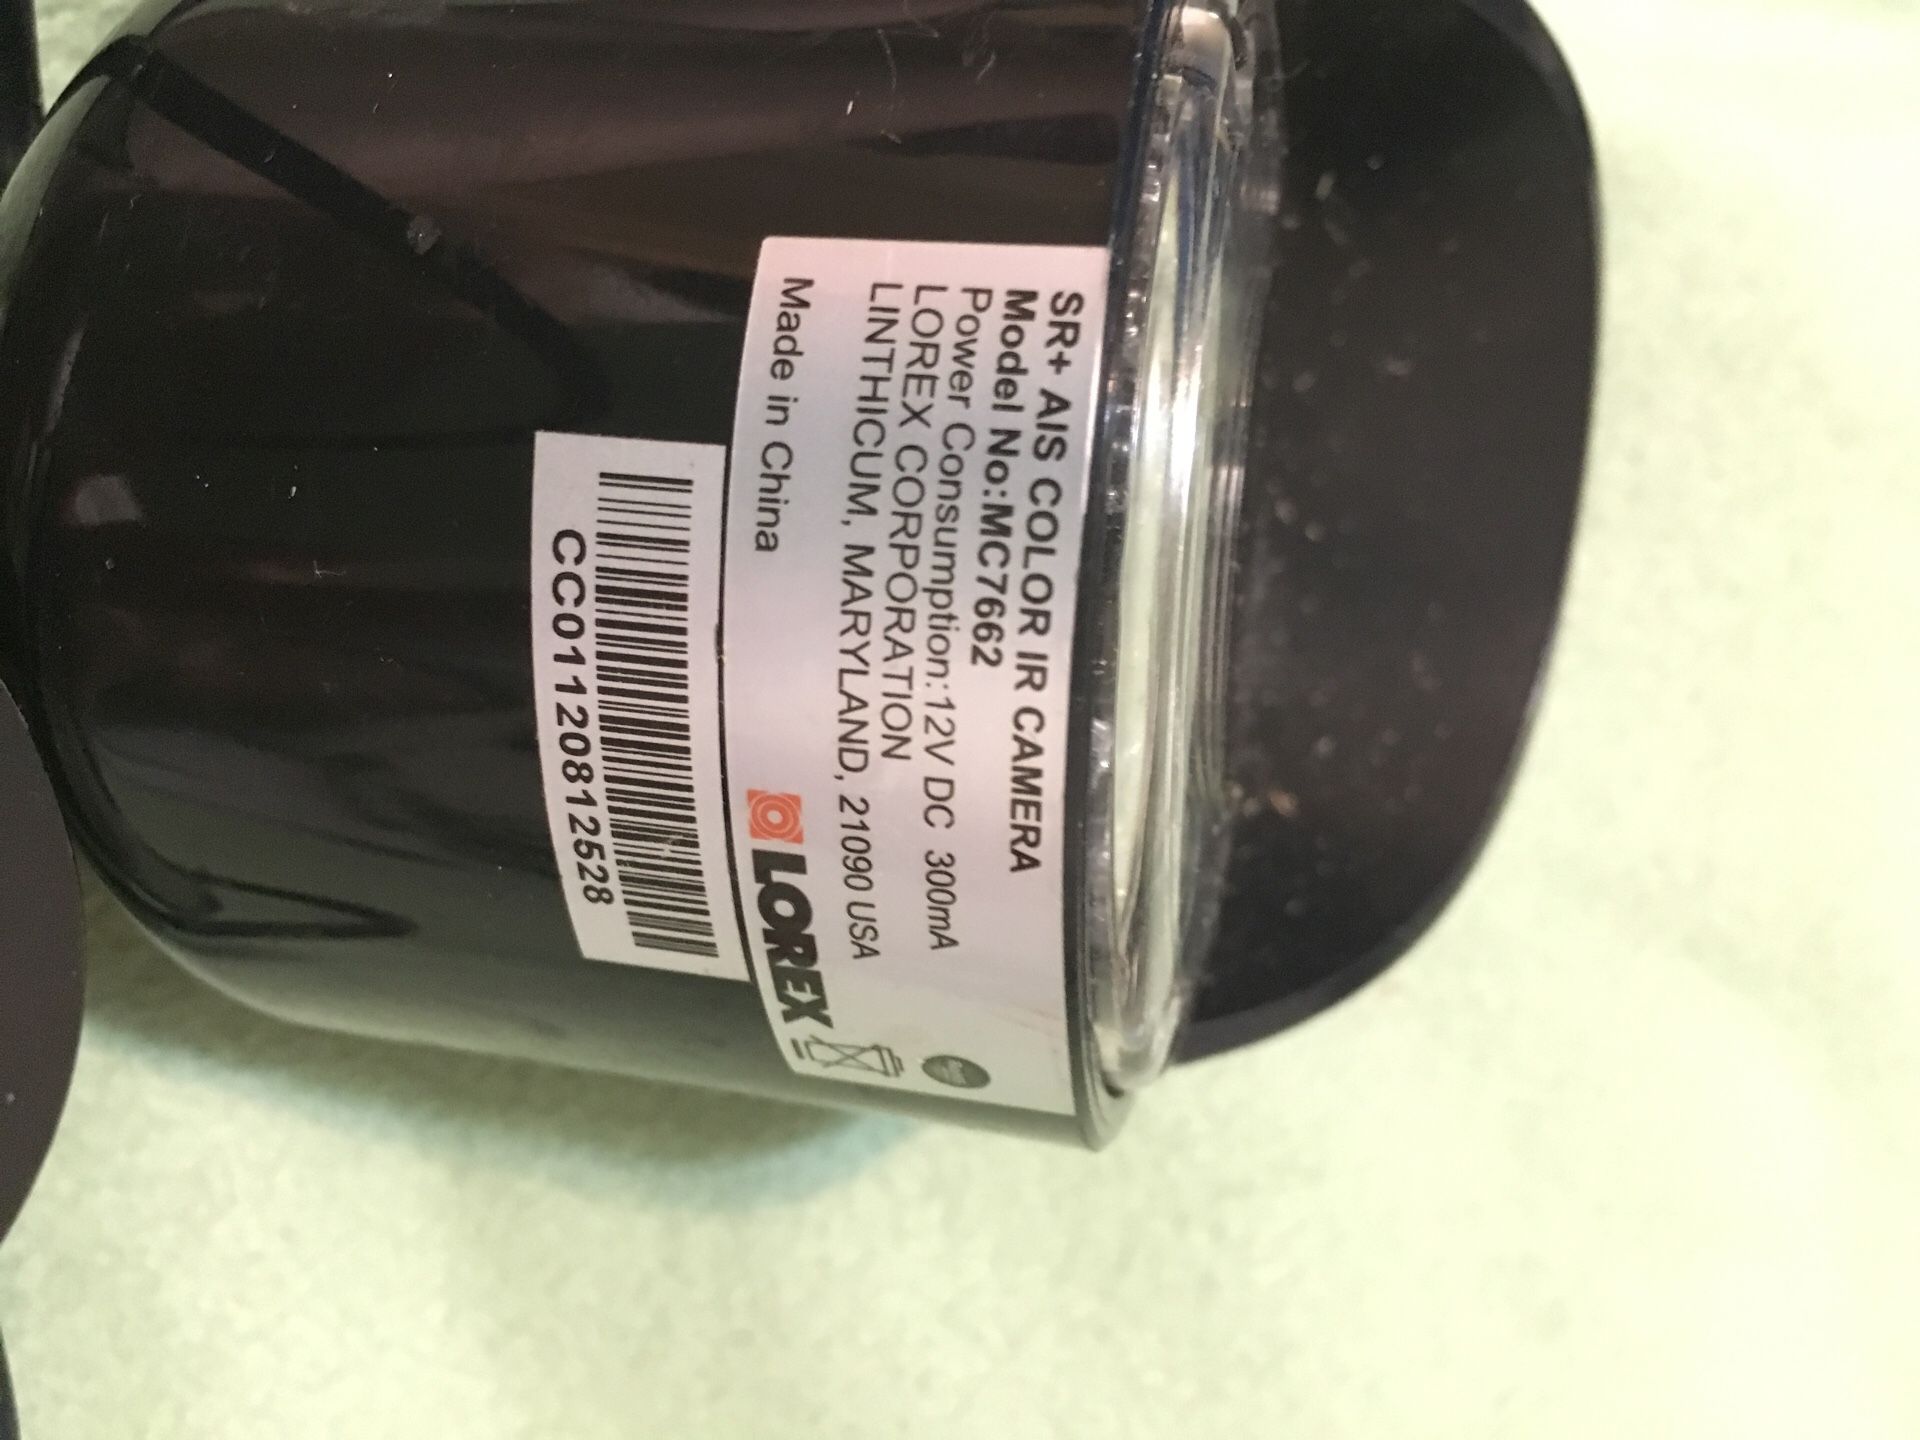 SR+ AIS COLOR IR CAMERA
Model No:MC7662
Power Consumption:12V DC 300mA
LOREX CORPORATION
LINTHICUM, MARYLAND, 21090 USA
Made in China
LOREX
CC01120812528